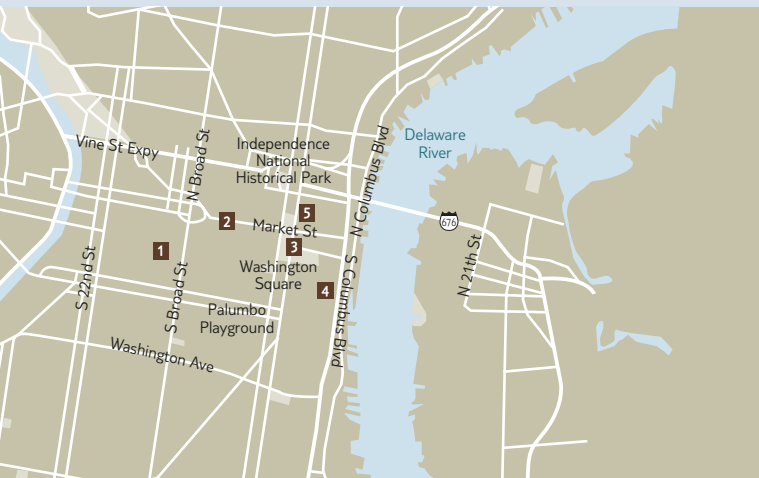 Delaware
River
Vine St Expy
N Broad St
Independence
National
Historical Park
N Columbus Blvd
5
2
Market St
676
1
3
Washington
Square
4
N 21th St
S 22nd St
S Broad St
S Columbus Blvd
Palumbo
Playground
Washington Ave